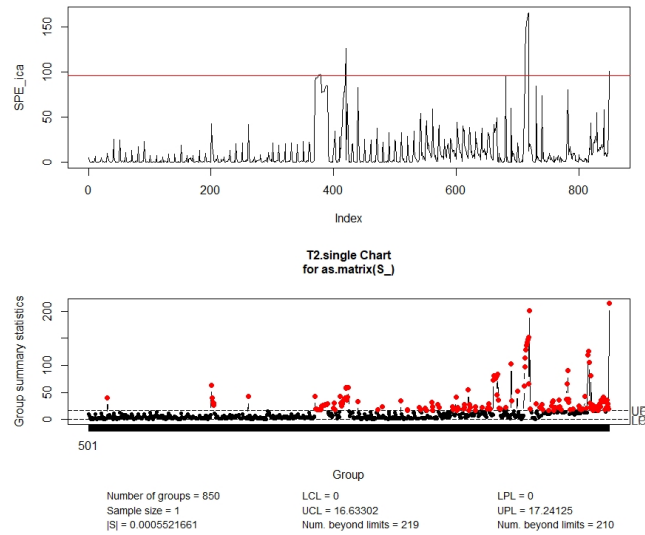 SPE_ica
150
100
50
0
0
200
400
600
800
Index
T2.single Chart
for as.matrix(S_)
Group summary statistics
200
100
50
0
501
Group
Number of groups = 850
Sample size = 1
|S| = 0.0005521661
LCL = 0
UCL = 16.63302
Num. beyond limits = 219
LPL = 0
UPL = 17.24125
Num. beyond limits = 210